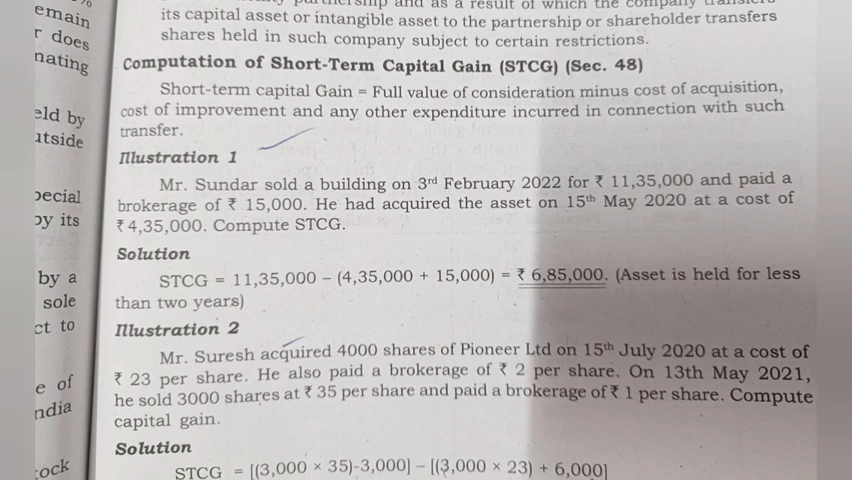 emain
r does
nating
eld by
utside
pecial
by its
by a
sole
ct to
e of
ndia
tock
its capital asset or intangible asset to the partnership or shareholder transfers
shares held in such company subject to certain restrictions.
Computation of Short-Term Capital Gain (STCG) (Sec. 48)
Short-term capital Gain = Full value of consideration minus cost of acquisition,
cost of improvement and any other expenditure incurred in connection with such
transfer.
Illustration 1
Mr. Sundar sold a building on 3rd February 2022 for ₹ 11,35,000 and paid a
brokerage of ₹ 15,000. He had acquired the asset on 15th May 2020 at a cost of
₹ 4,35,000. Compute STCG.
Solution
STCG = 11,35,000 – (4,35,000 + 15,000) = ₹ 6,85,000. (Asset is held for less
than two years)
Illustration 2
Mr. Suresh acquired 4000 shares of Pioneer Ltd on 15th July 2020 at a cost of
₹ 23 per share. He also paid a brokerage of ₹ 2 per share. On 13th May 2021,
he sold 3000 shares at ₹ 35 per share and paid a brokerage of ₹ 1 per share. Compute
capital gain.
Solution
STCG = [(3,000 × 35)-3,000] – [(3,000 × 23) + 6,000]